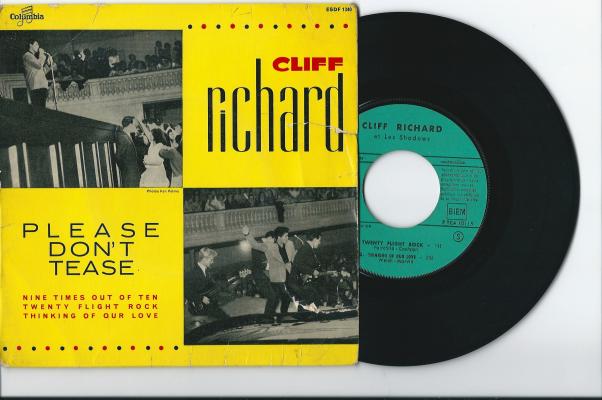 Columbia
ESDF 1340
CLIFF
richard
PLEASE
DON'T
TEASE
NINE TIMES OUT OF TEN
TWENTY FLIGHT ROCK
THINKING OF OUR LOVE
CLIFF RICHARD
et Les Shadows
BIEM
S
TWENTY FLIGHT ROCK
THINKING OF OUR LOVE